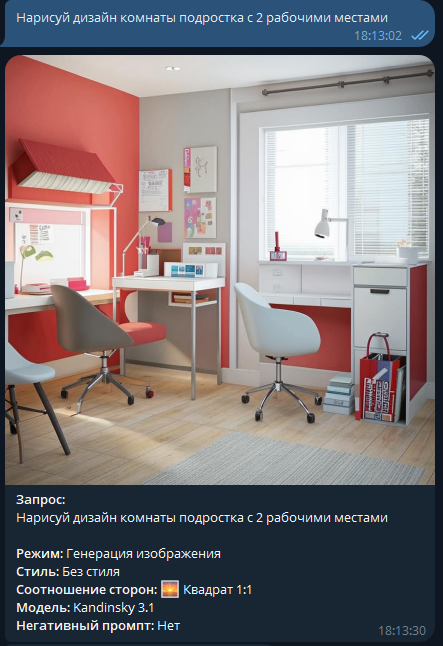 Нарисуй дизайн комнаты подростка с 2 рабочими местами
18:13:02
Запрос:
Нарисуй дизайн комнаты подростка с 2 рабочими местами
Режим: Генерация изображения
Стиль: Без стиля
Соотношение сторон: Квадрат 1:1
Модель: Kandinsky 3.1
Негативный промпт: Нет
18:13:30